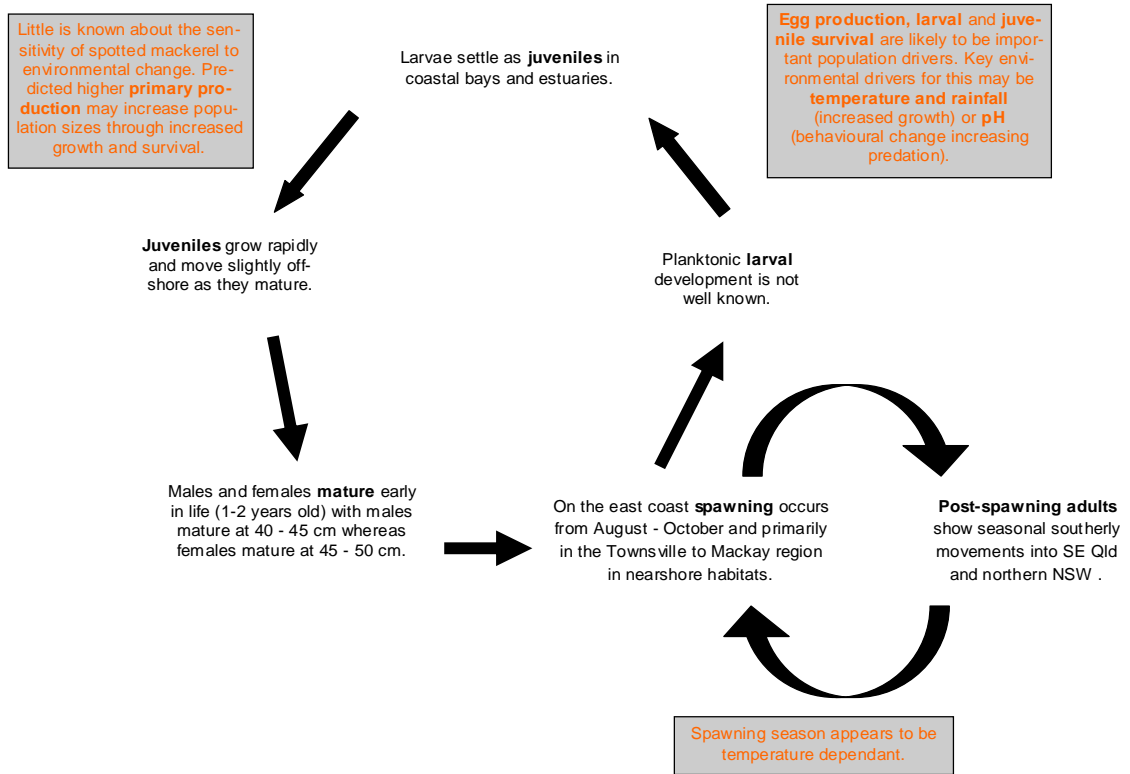 Little is known about the sen-
sitivity of spotted mackerel to
environmental change. Pre-
dicted higher primary pro-
duction may increase popu-
lation sizes through increased
growth and survival.
Larvae settle as juveniles in
coastal bays and estuaries.
Egg production, larval and juve-
nile survival are likely to be impor-
tant population drivers. Key envi-
ronmental drivers for this may be
temperature and rainfall
(increased growth) or pH
(behavioural change increasing
predation).
Juveniles grow rapidly
and move slightly off-
shore as they mature.
Planktonic larval
development is not
well known.
Males and females mature early
in life (1-2 years old) with males
mature at 40 - 45 cm whereas
females mature at 45 - 50 cm.
On the east coast spawning occurs
from August - October and primarily
in the Townsville to Mackay region
in nearshore habitats.
Post-spawning adults
show seasonal southerly
movements into SE Qld
and northern NSW .
Spawning season appears to be
temperature dependant.